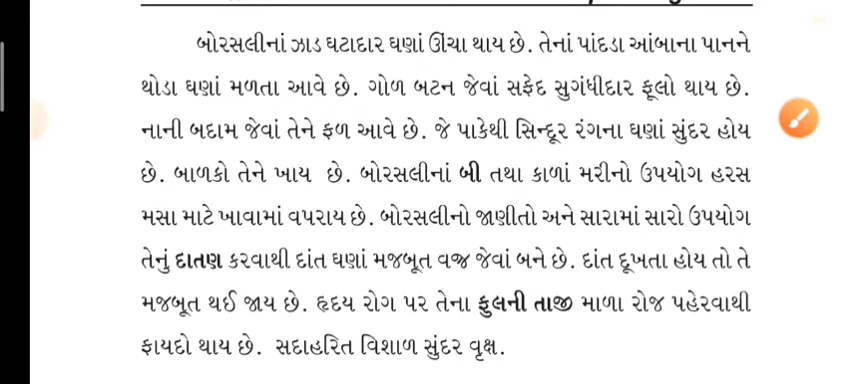 બોરસલીનાં ઝાડ ઘટાદાર ઘણાં ઊંચા થાય છે. તેનાં પાંદડા આંબાના પાનને
થોડા ઘણાં મળતા આવે છે. ગોળ બટન જેવાં સફેદ સુગંધીદાર ફૂલો થાય છે.
નાની બદામ જેવાં તેને ફળ આવે છે. જે પાકેથી સિન્દૂર રંગના ઘણાં સુંદર હોય
છે. બાળકો તેને ખાય છે. બોરસલીનાં બી તથા કાળાં મરીનો ઉપયોગ હરસ
મસા માટે ખાવામાં વપરાય છે. બોરસલીનો જાણીતો અને સારામાં સારો ઉપયોગ
તેનું દાતણ કરવાથી દાંત ઘણાં મજબૂત વજ્ર જેવાં બને છે. દાંત દૂખતા હોય તો તે
મજબૂત થઈ જાય છે. હૃદય રોગ પર તેના ફુલની તાજી માળા રોજ પહેરવાથી
ફાયદો થાય છે. સદાહરિત વિશાળ સુંદર વૃક્ષ.